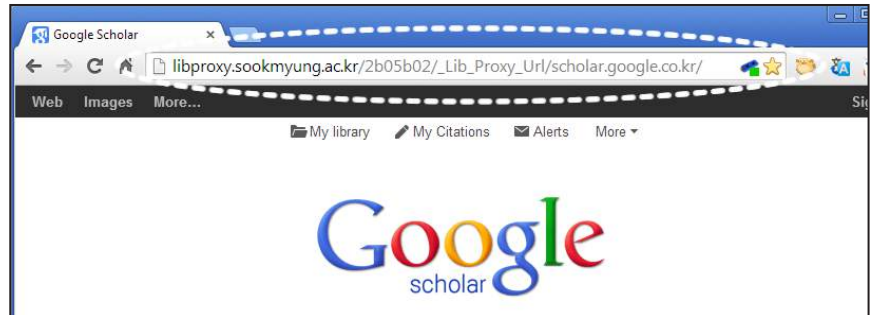 Google Scholar
libproxy.sookmyung.ac.kr/2b05b02/_Lib_Proxy_Url/scholar.google.co.kr/
Web Images More...
My library My Citations Alerts More
Google
scholar